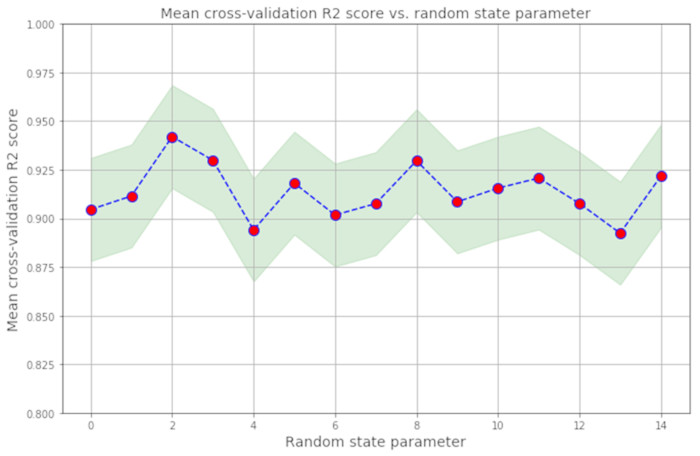 Mean cross-validation R2 score vs. random state parameter
1.000
0.975
0.950
0.925
0.900
0.875
0.850
0.825
0.800
Mean cross-validation R2 score
0 2 4 6 8 10 12 14
Random state parameter